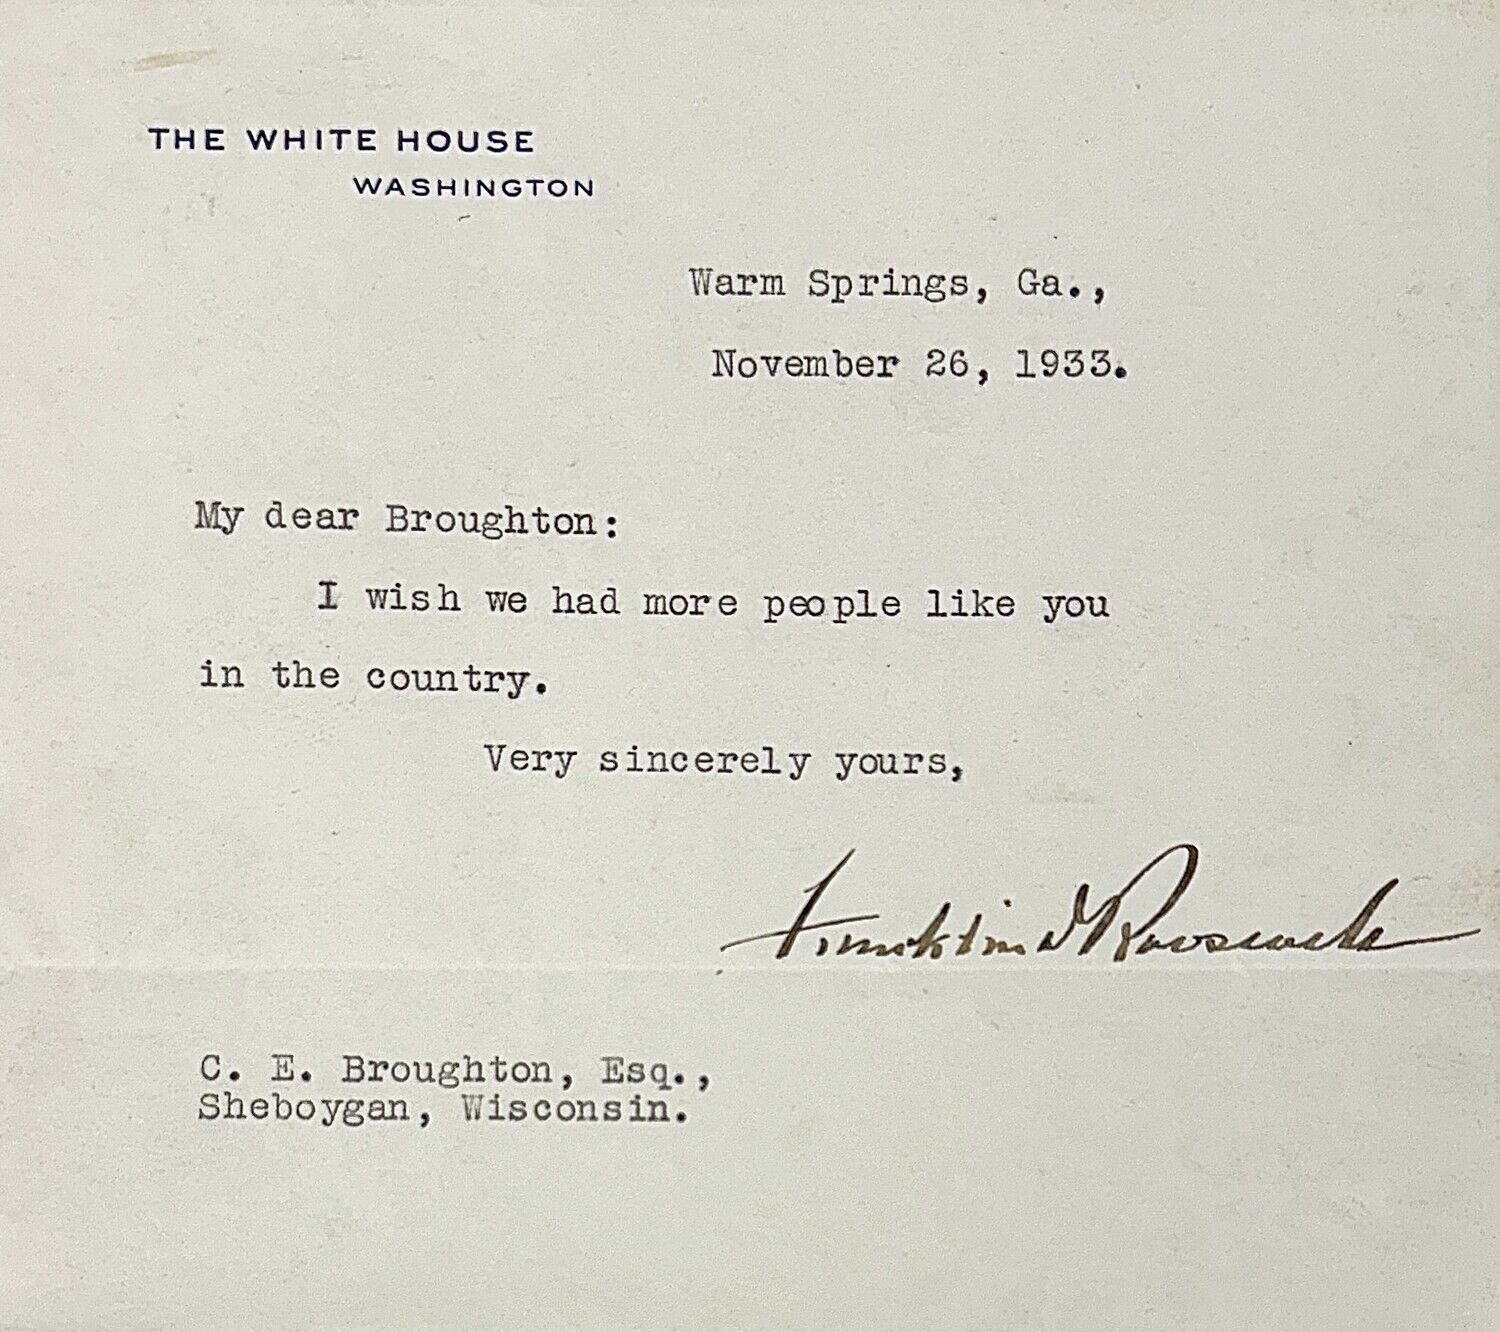 THE WHITE HOUSE
WASHINGTON
Warm Springs, Ga.,
November 26, 1933.
My dear Broughton:
I wish we had more people like you
in the country.
Very sincerely yours,
Franklin D Roosevelt
C. E. Broughton, Esq.,
Sheboygan, Wisconsin.